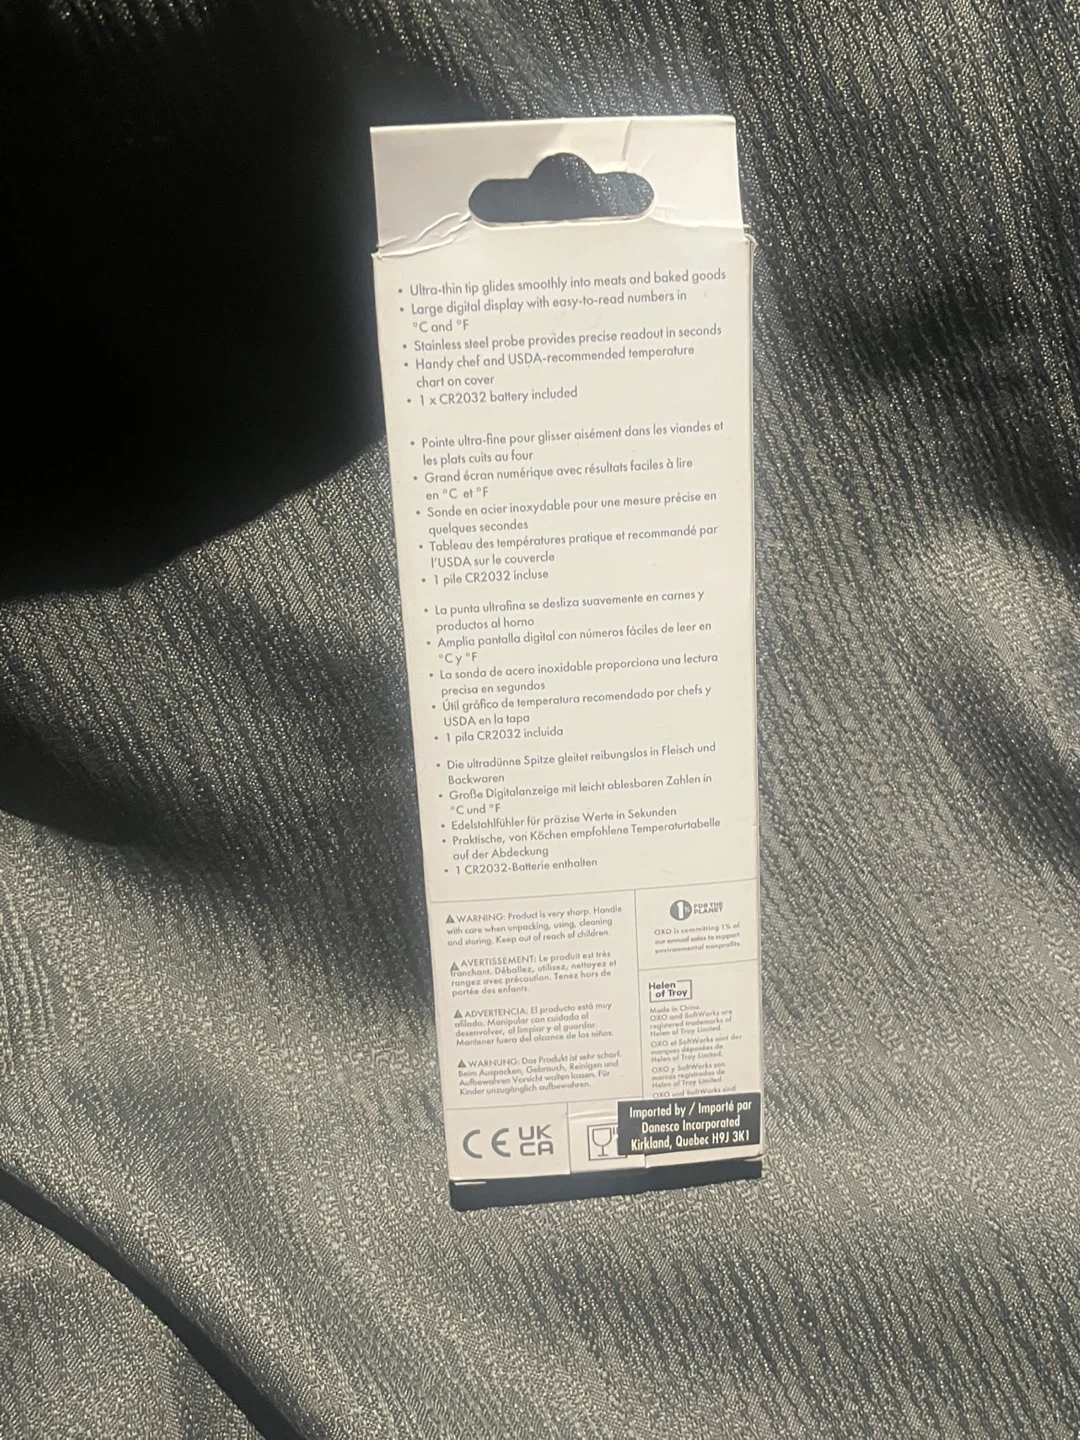 • Ultra-thin tip glides smoothly into meats and baked goods
• Large digital display with easy-to-read numbers in
°C and °F
• Stainless steel probe provides precise readout in seconds
• Handy chef and USDA-recommended temperature
chart on cover
• 1 x CR2032 battery included
• Pointe ultra-fine pour glisser aisément dans les viandes et
les plats cuits au four
• Grand écran numérique avec résultats faciles à lire
en °C et °F
• Sonde en acier inoxydable pour une mesure précise en
quelques secondes
• Tableau des températures pratique et recommandé par
l'USDA sur le couvercle
• 1 pile CR2032 incluse
• La punta ultrafina se desliza suavemente en carnes y
productos al horno
• Amplia pantalla digital con números fáciles de leer en
°C y °F
• La sonda de acero inoxidable proporciona una lectura
precisa en segundos
• Útil gráfico de temperatura recomendado por chefs y
USDA en la tapa
• 1 pila CR2032 incluida
• Die ultradünne Spitze gleitet reibungslos in Fleisch und
Backwaren
• Große Digitalanzeige mit leicht ablesbaren Zahlen in
°C und °F
• Edelstahlfühler für präzise Werte in Sekunden
• Praktische, von Köchen empfohlene Temperaturtabelle
auf der Abdeckung
• 1 CR2032-Batterie enthalten
⚠ WARNING: Product is very sharp. Handle
with care when unpacking, using, cleaning
and storing. Keep out of reach of children.
⚠ AVERTISSEMENT: Le produit est très
tranchant. Déballez, utilisez, nettoyez et
rangez avec précaution. Tenez hors de
portée des enfants.
⚠ ADVERTENCIA: El producto está muy
afilado. Manipular con cuidado al
desenvolver, al limpiar y al guardar.
Mantener fuera del alcance de los niños.
⚠ WARNUNG: Das Produkt ist sehr scharf.
Beim Auspacken, Gebrauch, Reinigen und
Aufbewahren Vorsicht walten lassen. Für
Kinder unzugänglich aufbewahren.
1% FOR THE
PLANET
OXO is committing 1% of
our annual sales to support
environmental nonprofits.
Helen
of Troy
Made in China.
OXO and SoftWorks are
registered trademarks of
Helen of Troy Limited.
OXO et SoftWorks sont des
marques déposées de
Helen of Troy Limited.
OXO y SoftWorks son
marcas registradas de
Helen of Troy Limited.
OXO und SoftWorks sind
CE UK
CA
Imported by / Importé par
Danesco Incorporated
Kirkland, Quebec H9J 3K1